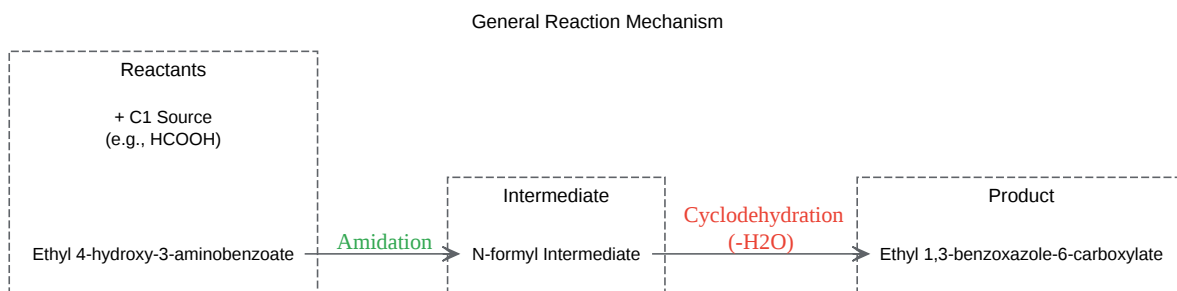 General Reaction Mechanism
Reactants
+ C1 Source
(e.g., HCOOH)
Ethyl 4-hydroxy-3-aminobenzoate
Amidation
Intermediate
N-formyl Intermediate
Cyclodehydration
(-H2O)
Product
Ethyl 1,3-benzoxazole-6-carboxylate